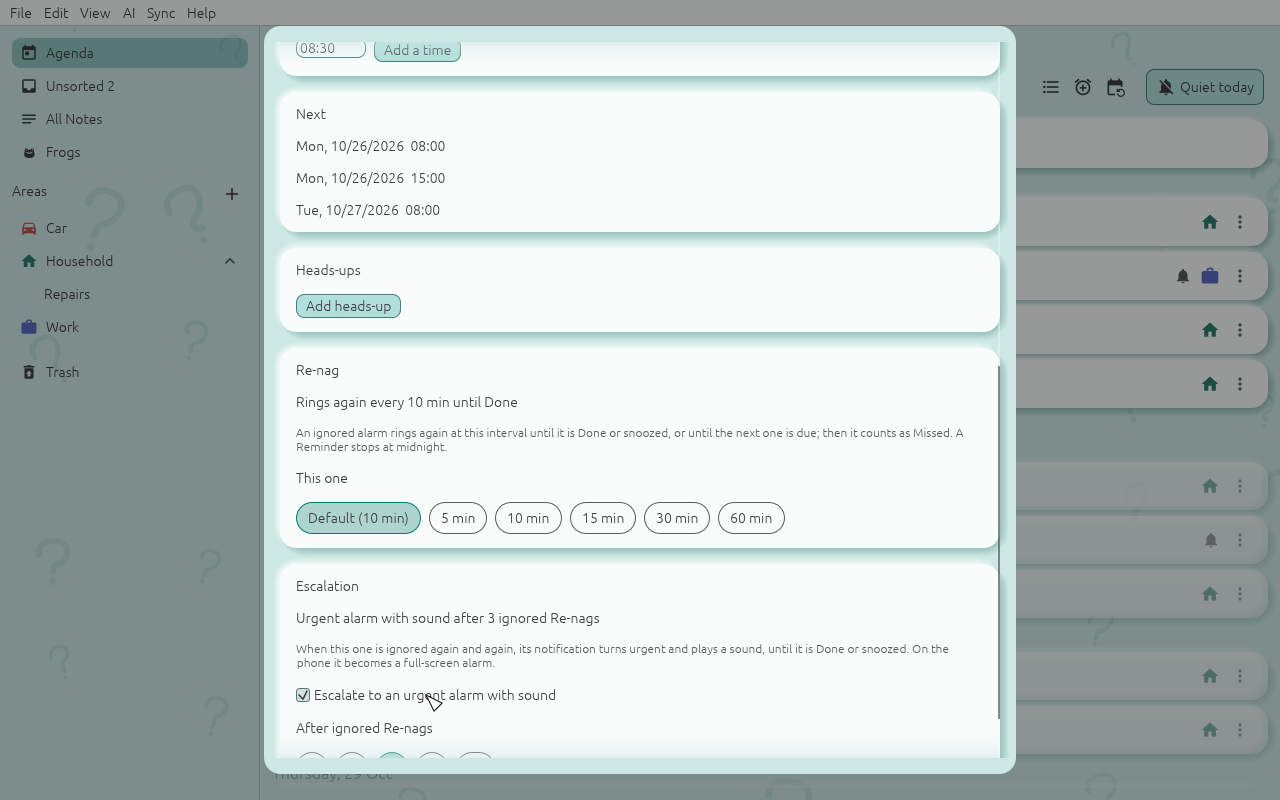 File Edit View AI Sync Help
Agenda
Unsorted 2
All Notes
Frogs
Areas
Car
Household
Repairs
Work
Trash
08:30 Add a time
Next
Mon, 10/26/2026 08:00
Mon, 10/26/2026 15:00
Tue, 10/27/2026 08:00
Heads-ups
Add heads-up
Re-nag
Rings again every 10 min until Done
An ignored alarm rings again at this interval until it is Done or snoozed, or until the next one is due; then it counts as Missed. A
Reminder stops at midnight.
This one
Default (10 min) 5 min 10 min 15 min 30 min 60 min
Escalation
Urgent alarm with sound after 3 ignored Re-nags
When this one is ignored again and again, its notification turns urgent and plays a sound, until it is Done or snoozed. On the
phone it becomes a full-screen alarm.
Escalate to an urgent alarm with sound
After ignored Re-nags
Quiet today
Thursday, 29 Oct